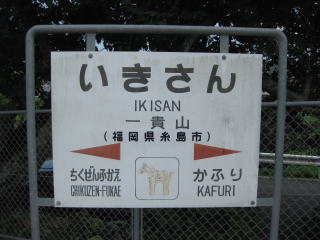 いきさん
IKISAN
一貴山
(福岡県糸島市)
ちくぜんふかえ かふり
CHIKUZEN-FUKAE KAFURI